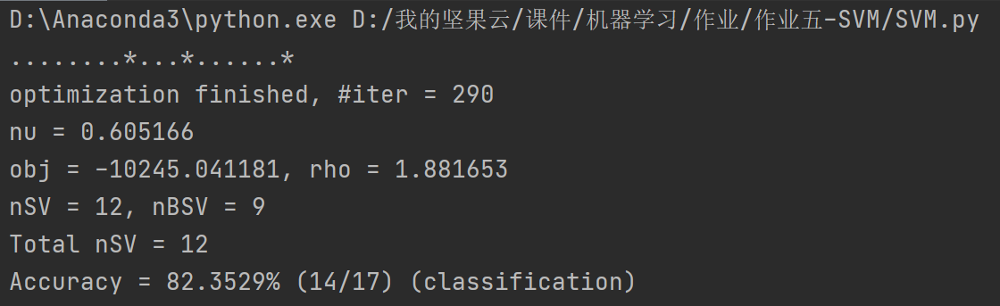 D:\Anaconda3\python.exe D:/我的坚果云/课件/机器学习/作业/作业五-SVM/SVM.py
........*...*......*
optimization finished, #iter = 290
nu = 0.605166
obj = -10245.041181, rho = 1.881653
nSV = 12, nBSV = 9
Total nSV = 12
Accuracy = 82.3529% (14/17) (classification)